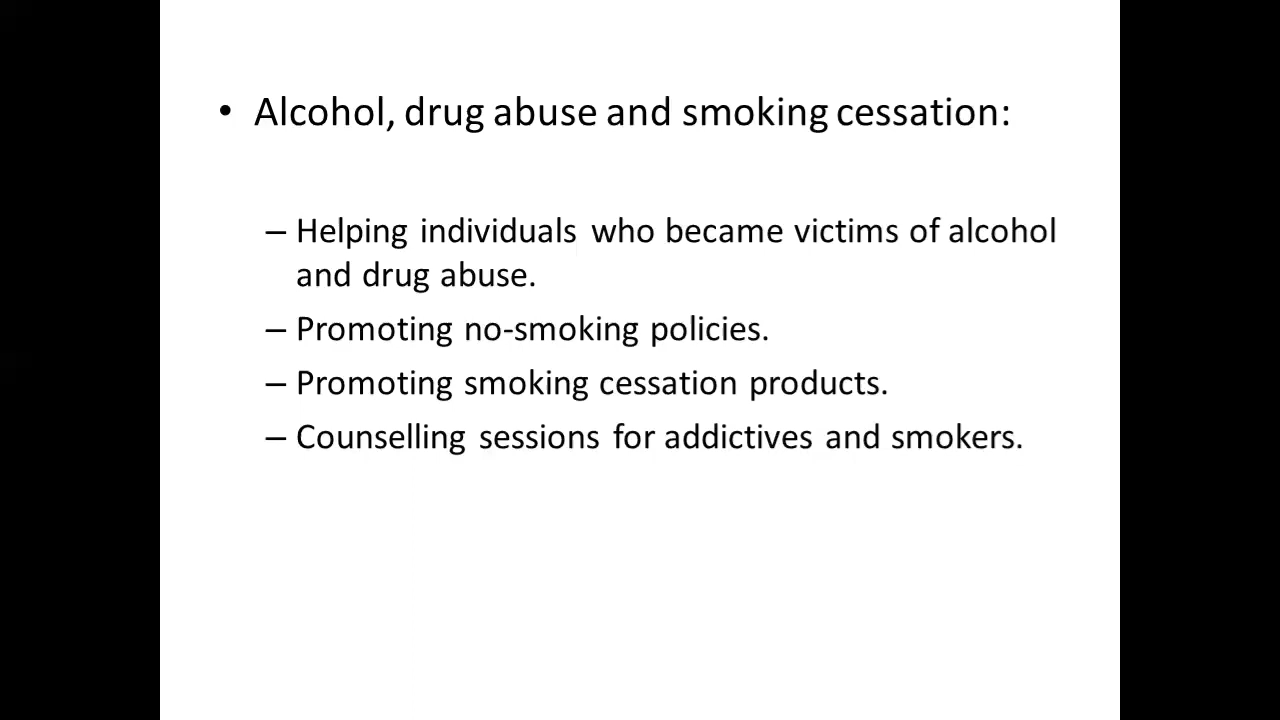 • Alcohol, drug abuse and smoking cessation:
– Helping individuals who became victims of alcohol
and drug abuse.
– Promoting no-smoking policies.
– Promoting smoking cessation products.
– Counselling sessions for addictives and smokers.